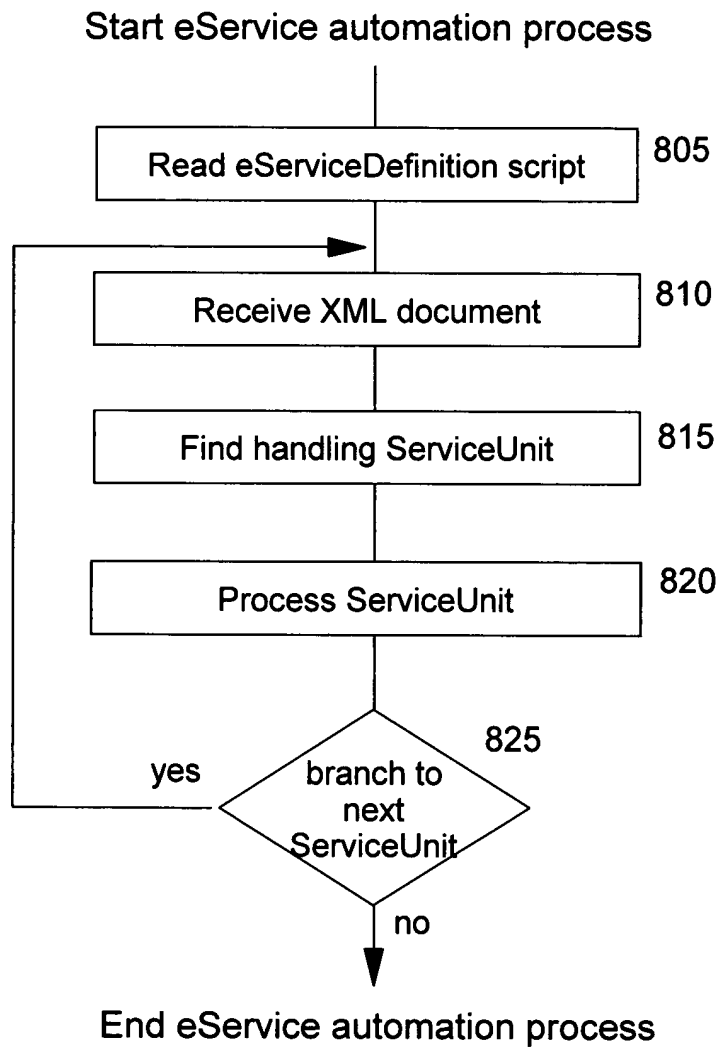 Start eService automation process
Read eServiceDefinition script
805
Receive XML document
810
Find handling ServiceUnit
815
Process ServiceUnit
820
825
yes
branch to
next
ServiceUnit
no
End eService automation process